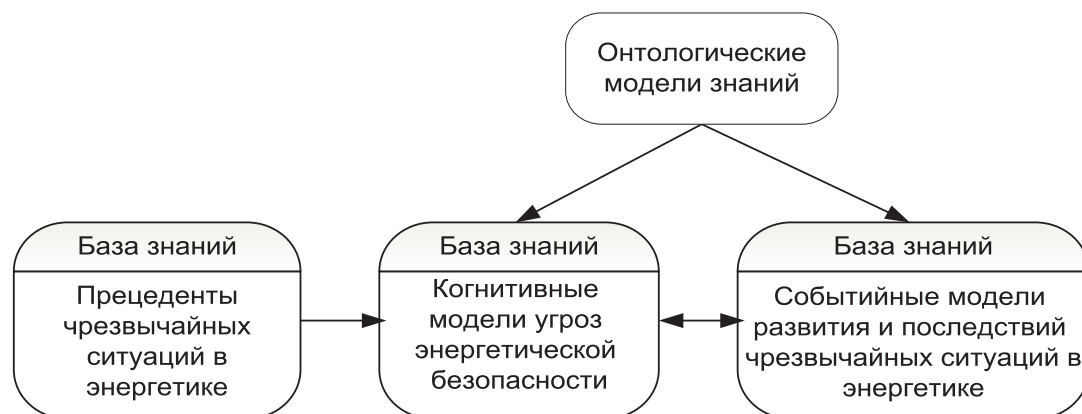 Онтологические
модели знаний
База знаний
Прецеденты
чрезвычайных
ситуаций в
энергетике
База знаний
Когнитивные
модели угроз
энергетической
безопасности
База знаний
Событийные модели
развития и последствий
чрезвычайных ситуаций в
энергетике